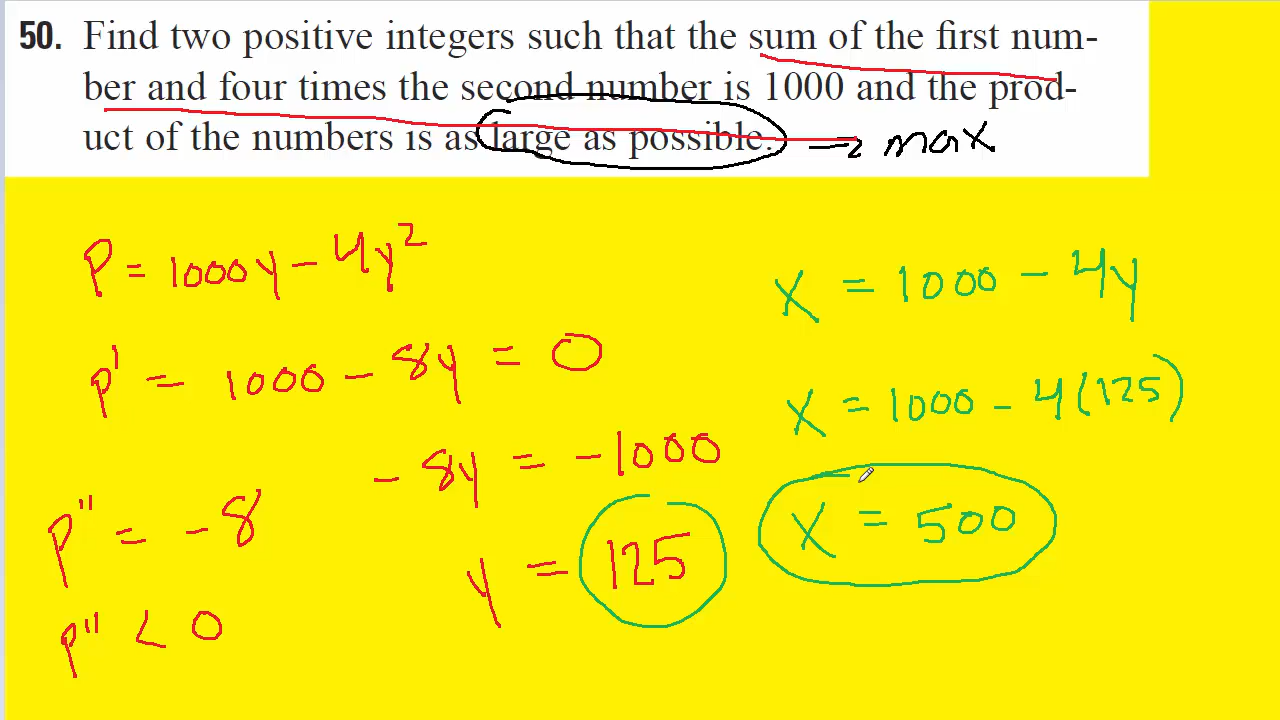 50. Find two positive integers such that the sum of the first num-
ber and four times the second number is 1000 and the prod-
uct of the numbers is as large as possible. → max
P = 1000y - 4y²
P' = 1000 - 8y = 0
- 8y = -1000
y = 125
P'' = -8
P'' < 0
X = 1000 - 4y
X = 1000 - 4(125)
X = 500